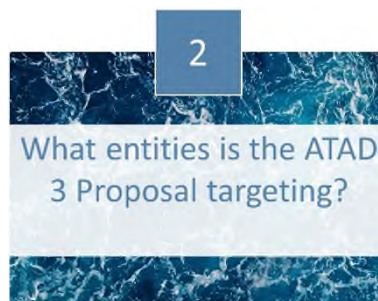 2
What entities is the ATAD
3 Proposal targeting?